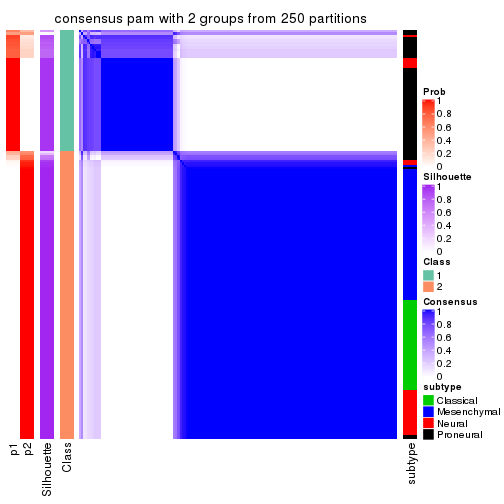 consensus pam with 2 groups from 250 partitions
Prob
1
0.8
0.6
0.4
0.2
0
Silhouette
1
0.8
0.6
0.4
0.2
0
Class
1
2
Consensus
1
0.8
0.6
0.4
0.2
0
subtype
Classical
Mesenchymal
Neural
Proneural
p1
p2
Silhouette
Class
subtype